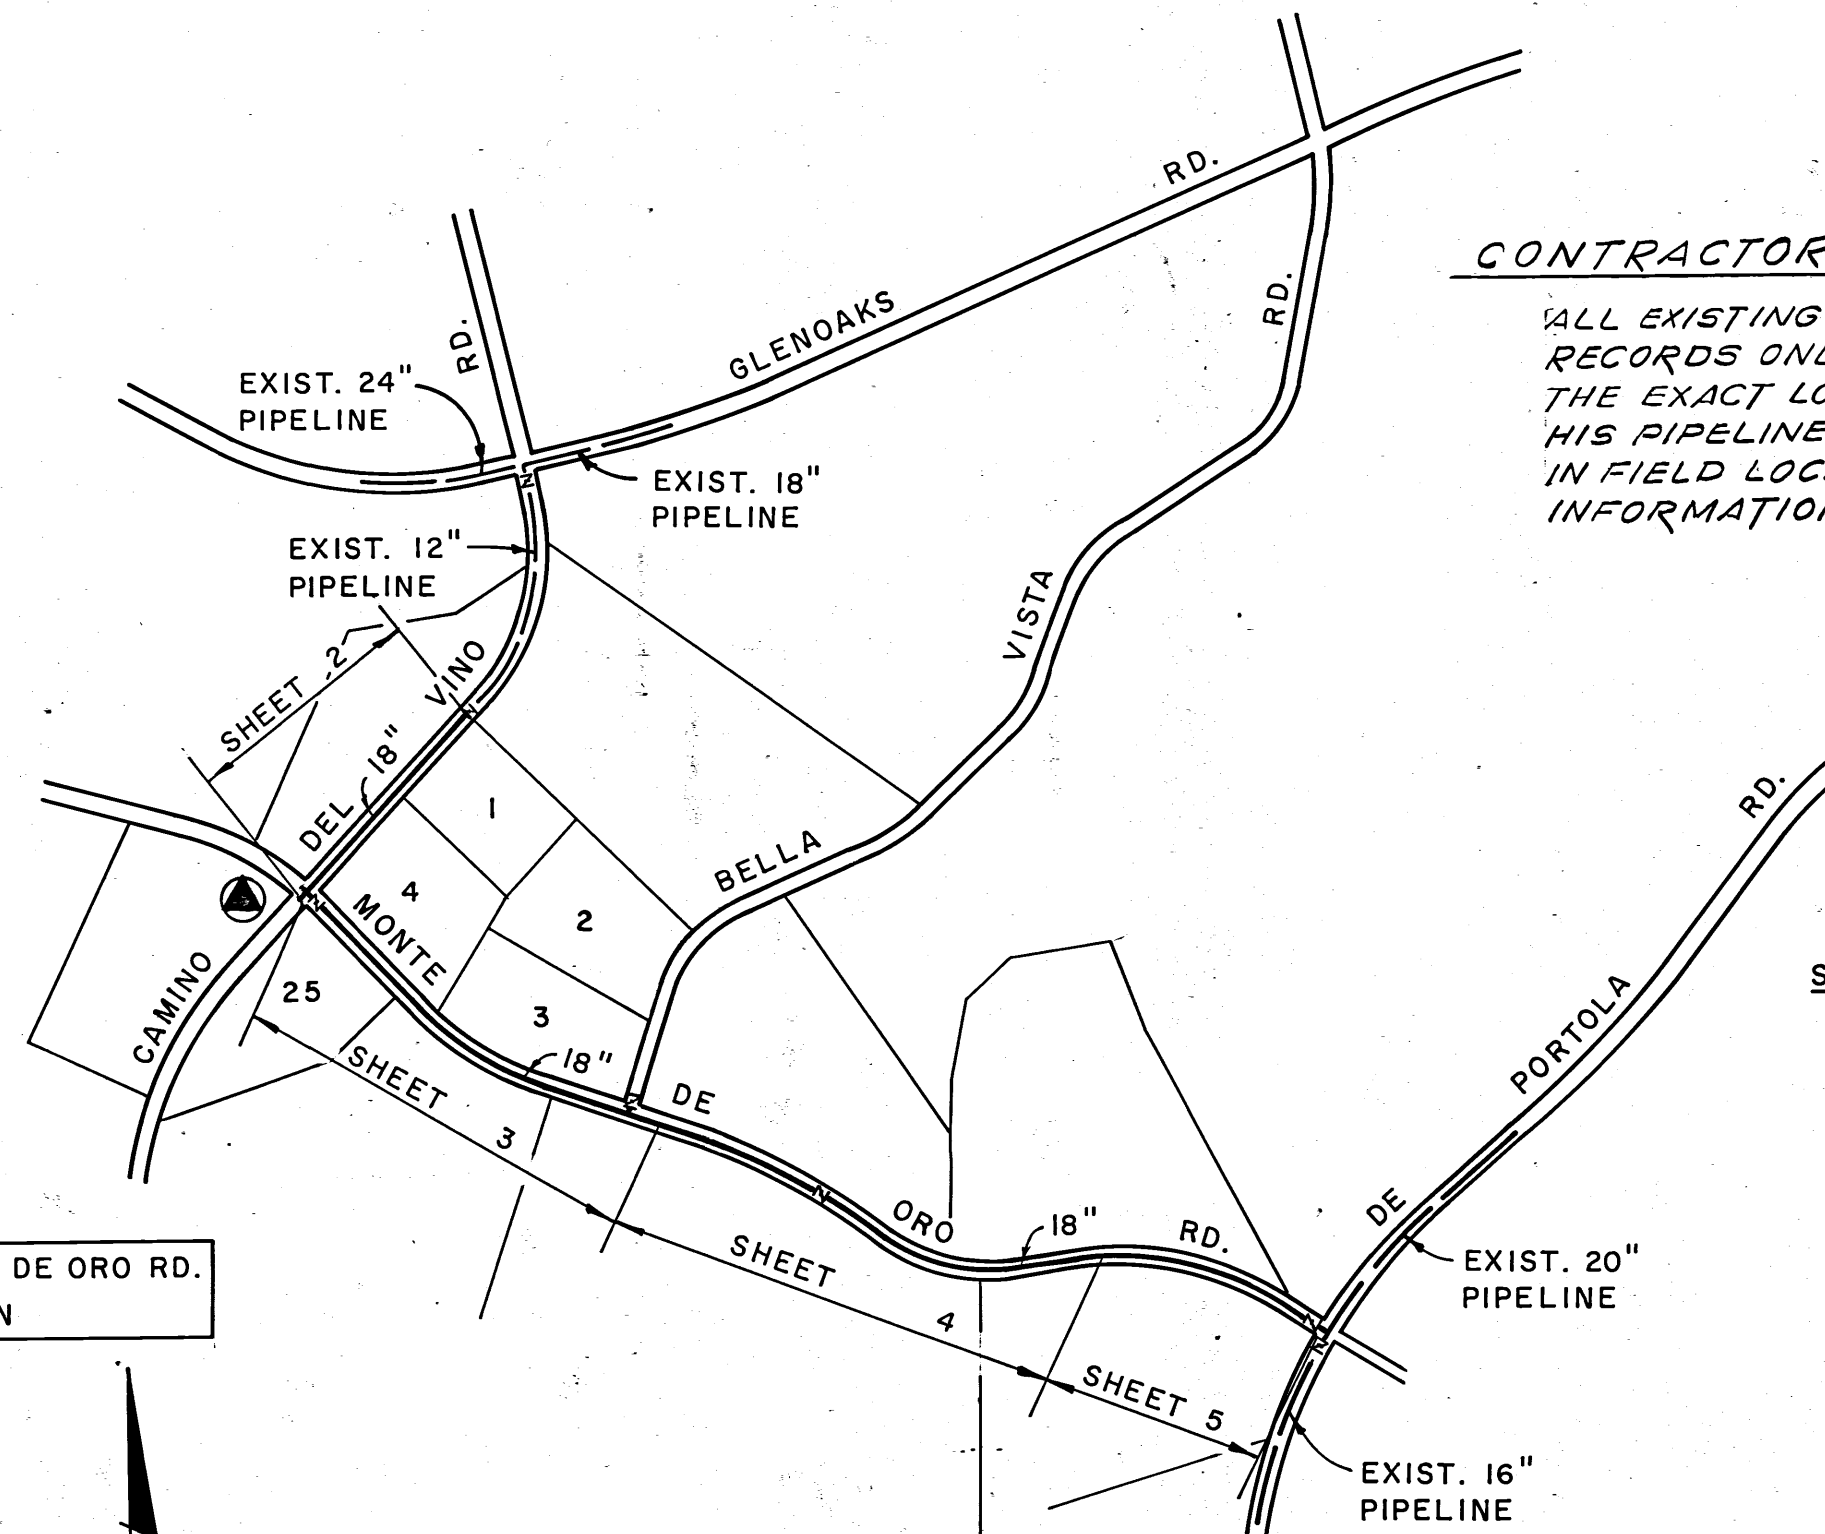 RD.
GLENOAKS
RD.
RD.
EXIST. 24"
PIPELINE
EXIST. 18"
PIPELINE
EXIST. 12"
PIPELINE
CONTRACTOR
ALL EXISTING
RECORDS ONL
THE EXACT LO
HIS PIPELINE
IN FIELD LOC
INFORMATION
VISTA
BELLA
SHEET 2
VINO
DEL
18"
CAMINO
MONTE
1
4
2
3
25
18"
DE
SHEET
3
ORO
18"
RD.
SHEET
4
SHEET 5
RD.
PORTOLA
DE
S
EXIST. 20"
PIPELINE
EXIST. 16"
PIPELINE
DE ORO RD.
N